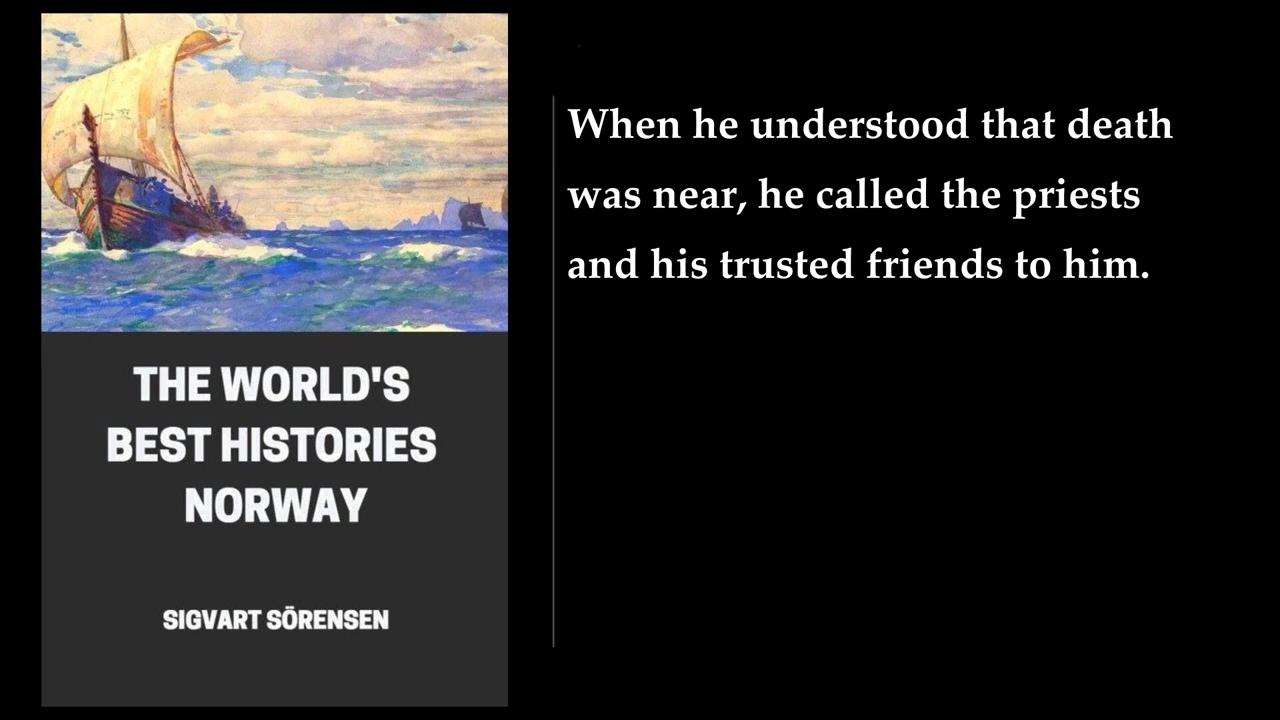 THE WORLD'S
BEST HISTORIES
NORWAY
SIGVART SÖRENSEN
When he understood that death
was near, he called the priests
and his trusted friends to him.